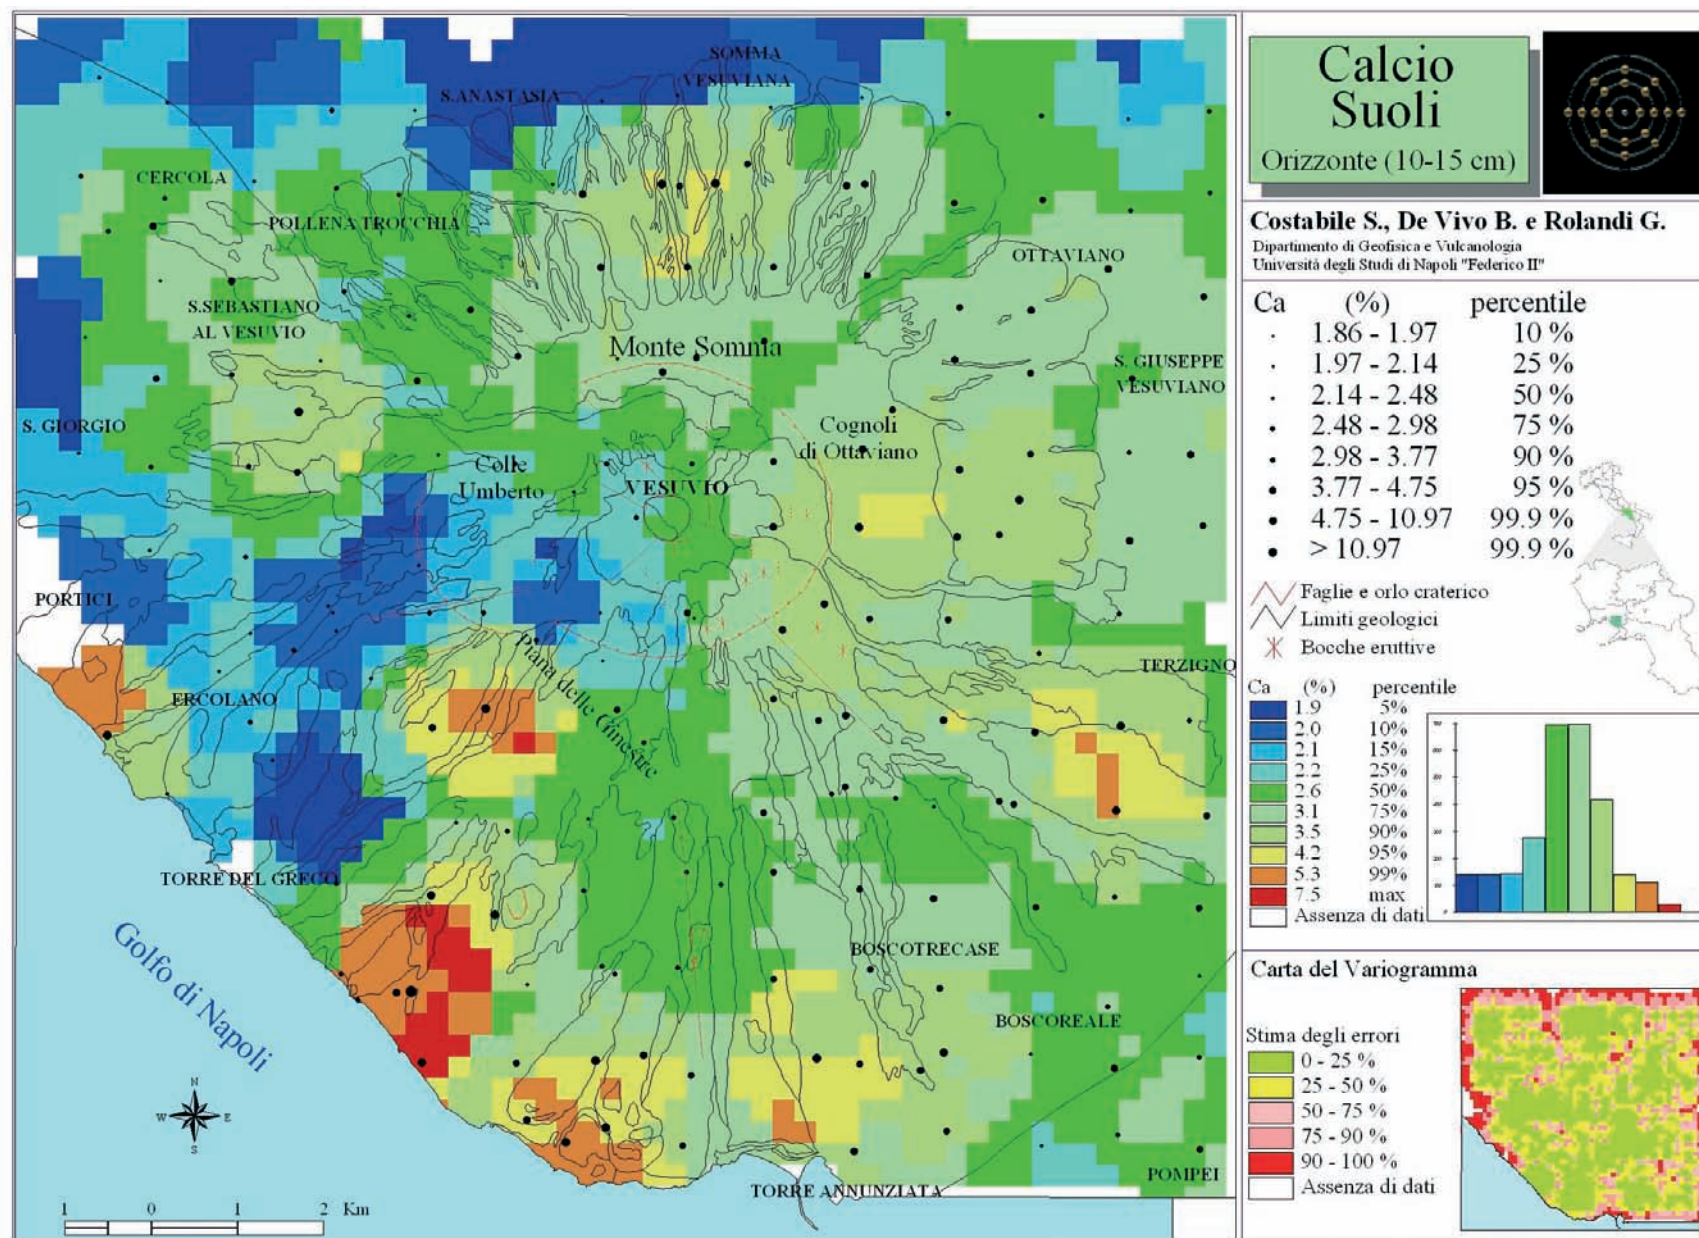 SOMMA
VESUVIANA
S.ANASTASIA
CERCOLA
POLLENA TROCCHIA
OTTAVIANO
S.SEBASTIANO
AL VESUVIO
Monte Somma
S. GIUSEPPE
VESUVIANO
S. GIORGIO
Cognoli
di Ottaviano
Colle
Umberto
VESUVIO
PORTICI
Piana delle Ginestre
TERZIGNO
ERCOLANO
TORRE DEL GRECO
Golfo di Napoli
BOSCOTRECASE
BOSCOREALE
POMPEI
TORRE ANNUNZIATA
N
W E
S
1 0 1 2 Km
Calcio
Suoli
Orizzonte (10-15 cm)
Costabile S., De Vivo B. e Rolandi G.
Dipartimento di Geofisica e Vulcanologia
Università degli Studi di Napoli "Federico II"
Ca (%) percentile
1.86 - 1.97 10 %
1.97 - 2.14 25 %
2.14 - 2.48 50 %
2.48 - 2.98 75 %
2.98 - 3.77 90 %
3.77 - 4.75 95 %
4.75 - 10.97 99.9 %
> 10.97 99.9 %
Faglie e orlo craterico
Limiti geologici
Bocche eruttive
Ca (%) percentile
1.9 5%
2.0 10%
2.1 15%
2.2 25%
2.6 50%
3.1 75%
3.5 90%
4.2 95%
5.3 99%
7.5 max
Assenza di dati
Carta del Variogramma
Stima degli errori
0 - 25 %
25 - 50 %
50 - 75 %
75 - 90 %
90 - 100 %
Assenza di dati